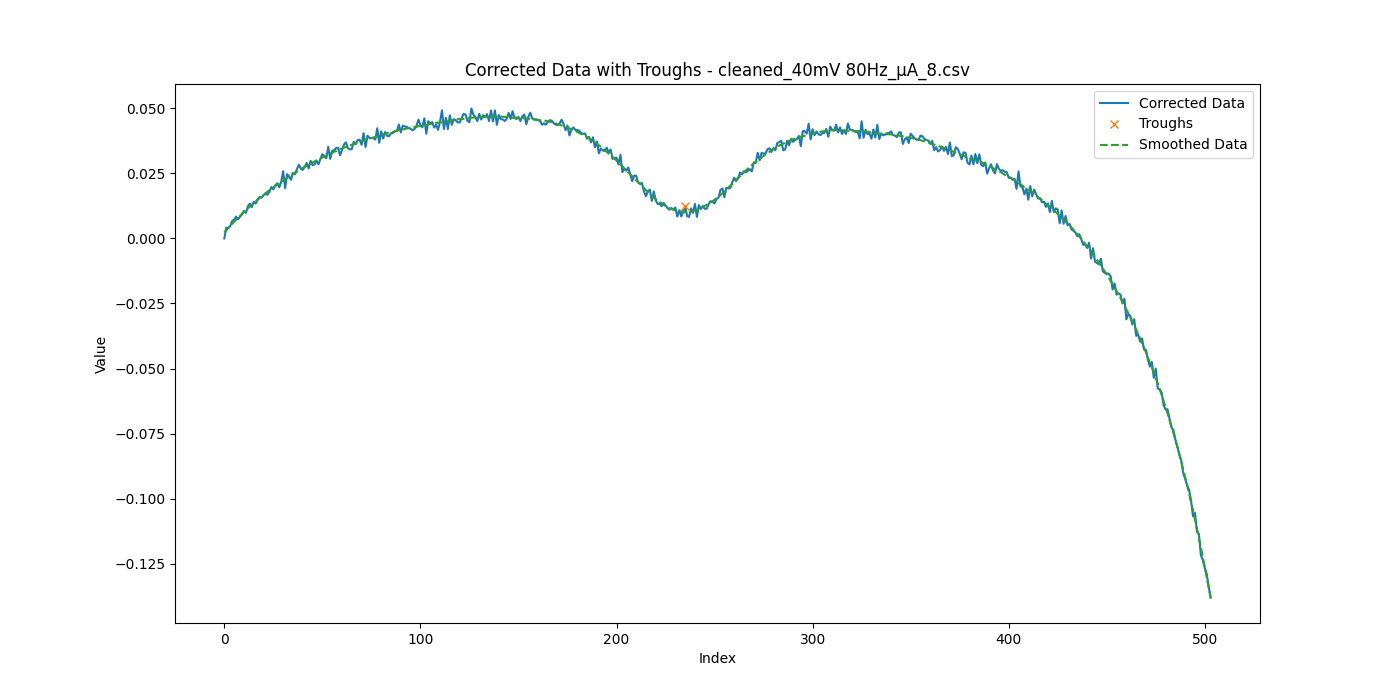 Corrected Data with Troughs - cleaned_40mV 80Hz_µA_8.csv
Corrected Data
Troughs
Smoothed Data
Value
0.050
0.025
0.000
−0.025
−0.050
−0.075
−0.100
−0.125
0 100 200 300 400 500
Index